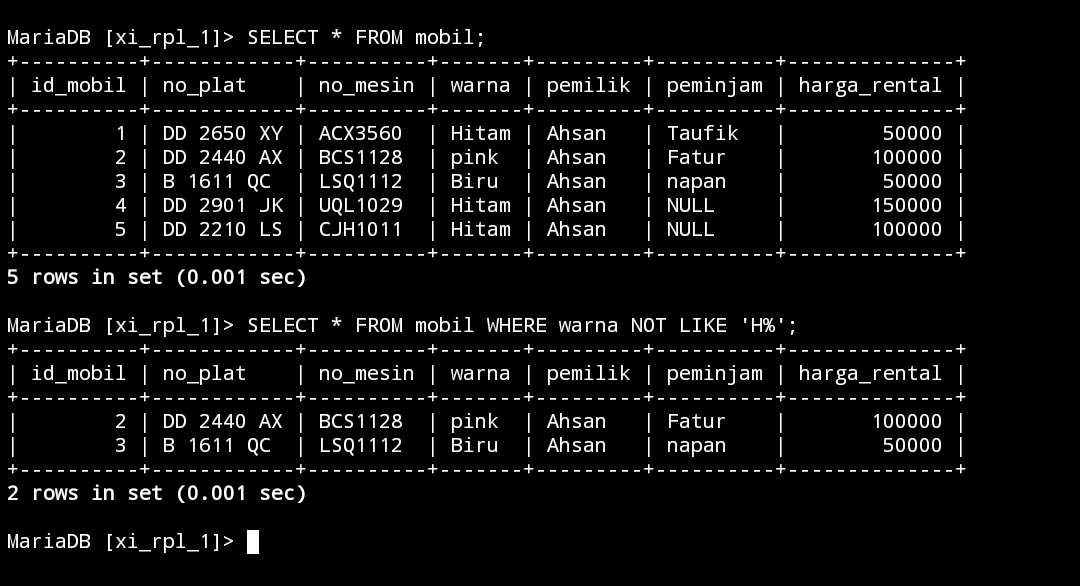 MariaDB [xi_rpl_1]> SELECT * FROM mobil;
+----------+------------+----------+-------+---------+----------+--------------+
| id_mobil | no_plat    | no_mesin | warna | pemilik | peminjam | harga_rental |
+----------+------------+----------+-------+---------+----------+--------------+
|        1 | DD 2650 XY | ACX3560  | Hitam | Ahsan   | Taufik   |        50000 |
|        2 | DD 2440 AX | BCS1128  | pink  | Ahsan   | Fatur    |       100000 |
|        3 | B 1611 QC  | LSQ1112  | Biru  | Ahsan   | napan    |        50000 |
|        4 | DD 2901 JK | UQL1029  | Hitam | Ahsan   | NULL     |       150000 |
|        5 | DD 2210 LS | CJH1011  | Hitam | Ahsan   | NULL     |       100000 |
+----------+------------+----------+-------+---------+----------+--------------+
5 rows in set (0.001 sec)
MariaDB [xi_rpl_1]> SELECT * FROM mobil WHERE warna NOT LIKE 'H%';
+----------+------------+----------+-------+---------+----------+--------------+
| id_mobil | no_plat    | no_mesin | warna | pemilik | peminjam | harga_rental |
+----------+------------+----------+-------+---------+----------+--------------+
|        2 | DD 2440 AX | BCS1128  | pink  | Ahsan   | Fatur    |       100000 |
|        3 | B 1611 QC  | LSQ1112  | Biru  | Ahsan   | napan    |        50000 |
+----------+------------+----------+-------+---------+----------+--------------+
2 rows in set (0.001 sec)
MariaDB [xi_rpl_1]>